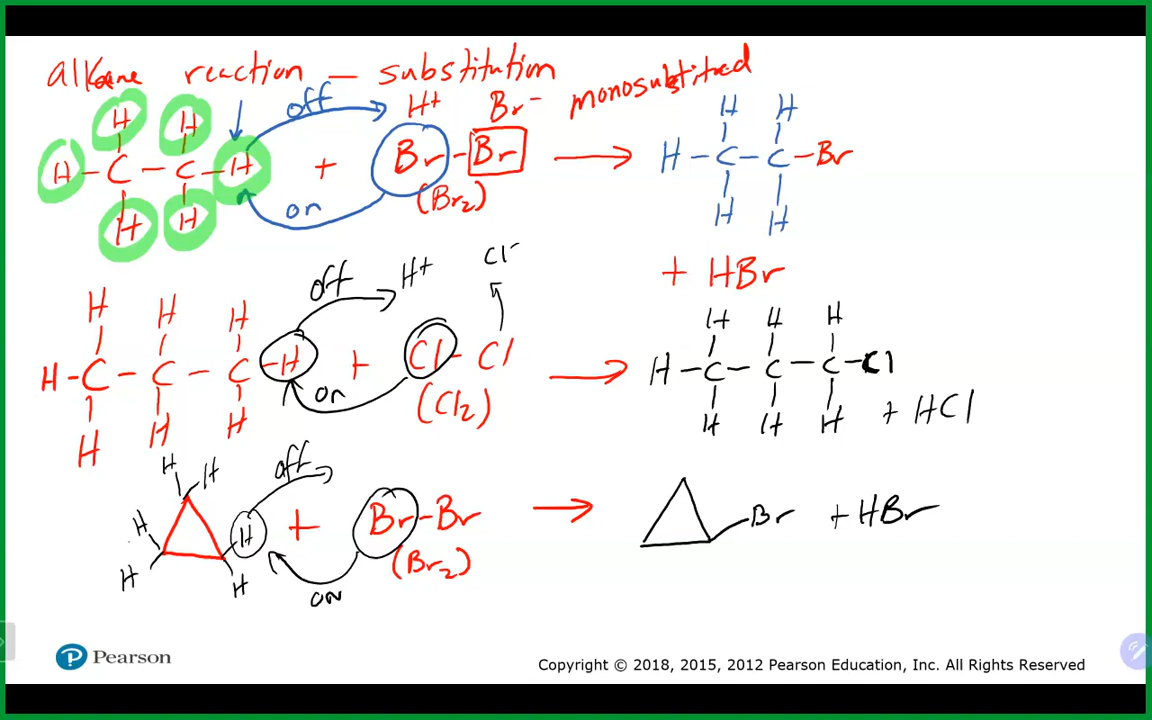 alkane reaction — substitution
off H+ Br- monosubstitued
H H H H
H - C - C - H + Br - Br → H - C - C - Br
on (Br2)
H H H H
+ HBr
off H+ Cl-
H H H H H H
H - C - C - C - H + Cl - Cl → H - C - C - C - Cl
on (Cl2)
H H H H H H + HCl
H H off
H H + Br - Br → Br + HBr
H H on (Br2)
Pearson
Copyright © 2018, 2015, 2012 Pearson Education, Inc. All Rights Reserved